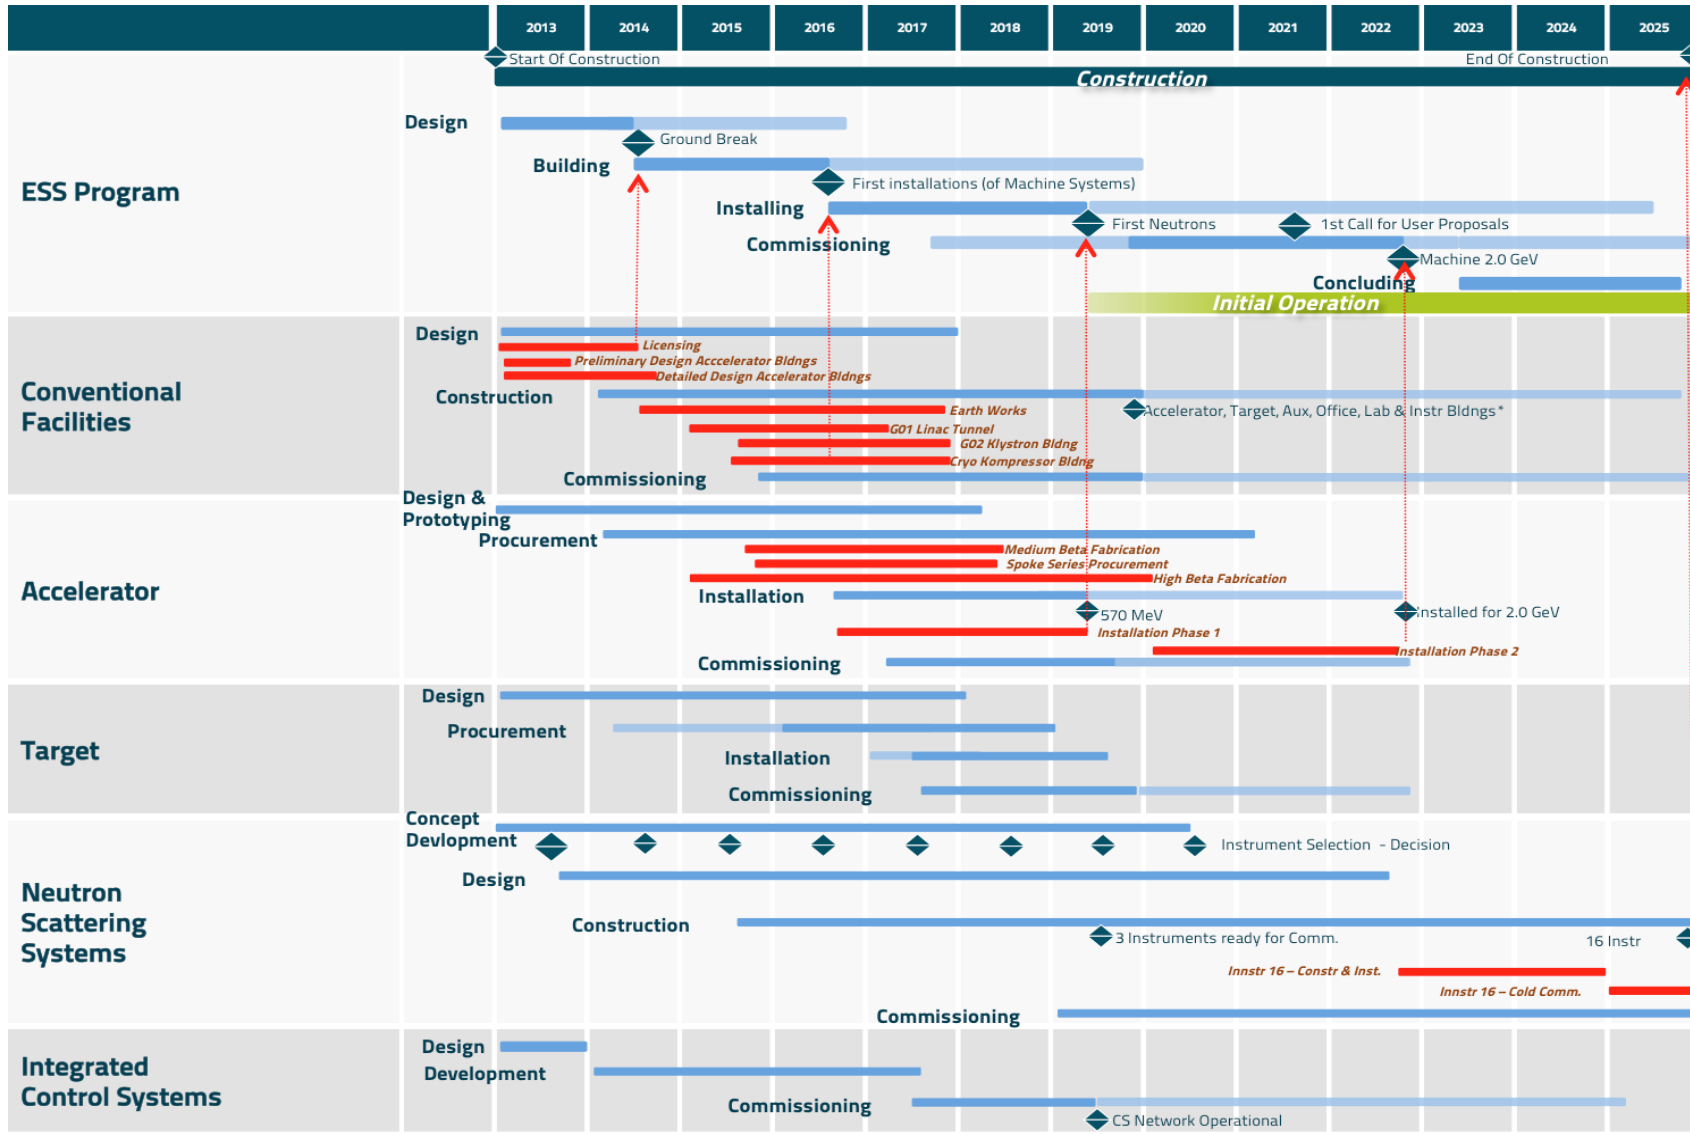 2013 2014 2015 2016 2017 2018 2019 2020 2021 2022 2023 2024 2025
Start Of Construction
End Of Construction
Construction
ESS Program
Design
Ground Break
Building
First installations (of Machine Systems)
Installing
First Neutrons
1st Call for User Proposals
Commissioning
Machine 2.0 GeV
Concluding
Initial Operation
Conventional
Facilities
Design
Licensing
Preliminary Design Acccelerator Bldngs
Detailed Design Accelerator Bldngs
Construction
Earth Works
Accelerator, Target, Aux, Office, Lab & Instr Bldngs*
G01 Linac Tunnel
G02 Klystron Bldng
Cryo Kompressor Bldng
Commissioning
Accelerator
Design &
Prototyping
Procurement
Medium Beta Fabrication
Spoke Series Procurement
High Beta Fabrication
Installation
570 MeV
Installed for 2.0 GeV
Installation Phase 1
Installation Phase 2
Commissioning
Target
Design
Procurement
Installation
Commissioning
Neutron
Scattering
Systems
Concept
Devlopment
Instrument Selection - Decision
Design
Construction
3 Instruments ready for Comm.
16 Instr
Innstr 16 – Constr & Inst.
Innstr 16 – Cold Comm.
Commissioning
Integrated
Control Systems
Design
Development
Commissioning
CS Network Operational